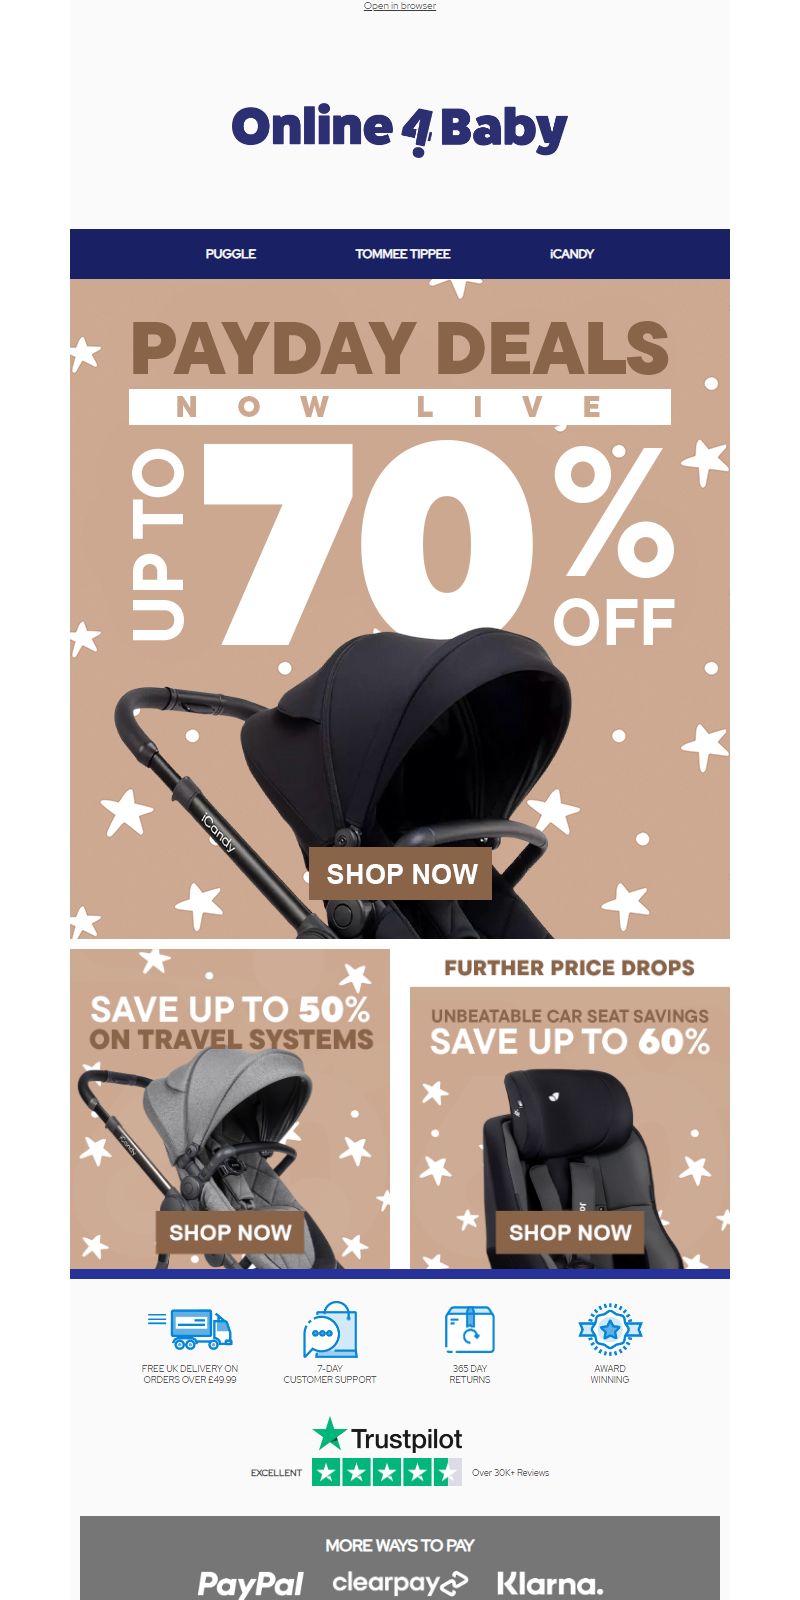 Open in browser
Online 4 Baby
PUGGLE TOMMEE TIPPEE iCANDY
PAYDAY DEALS
NOW LIVE
UP TO 70% OFF
iCandy
SHOP NOW
SAVE UP TO 50%
ON TRAVEL SYSTEMS
iCandy
SHOP NOW
FURTHER PRICE DROPS
UNBEATABLE CAR SEAT SAVINGS
SAVE UP TO 60%
SHOP NOW
FREE UK DELIVERY ON
ORDERS OVER £49.99
7-DAY
CUSTOMER SUPPORT
365 DAY
RETURNS
AWARD
WINNING
Trustpilot
EXCELLENT Over 30K+ Reviews
MORE WAYS TO PAY
PayPal clearpay Klarna.